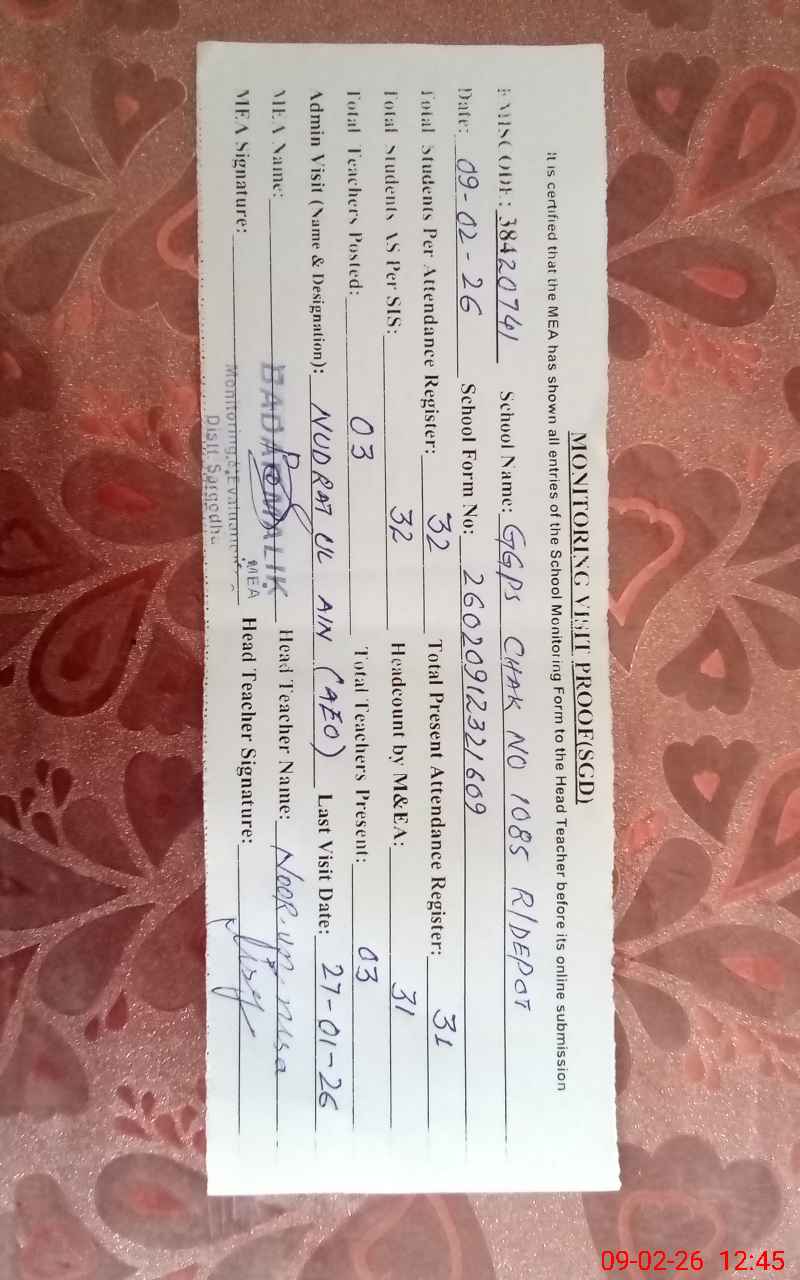 MONITORING VISIT PROOF(SGD)
It is certified that the MEA has shown all entries of the School Monitoring Form to the Head Teacher before its online submission
EMISCODE: 38420741 School Name: GGPS CHAK NO 108S R/DEPOT
Date: 09-02-26 School Form No: 26020912321609
Total Students Per Attendance Register: 32 Total Present Attendance Register: 31
Total Students AS Per SIS: 32 Headcount by M&EA: 31
Total Teachers Posted: 03 Total Teachers Present: 03
Admin Visit (Name & Designation): NUDRAT UL AIN (AEO) Last Visit Date: 27-01-26
MEA Name: MALIK Head Teacher Name: NOOR-UN-NISA
MEA Signature: MEA Head Teacher Signature:
Monitoring & Evaluation
Distt. Sargodha
09-02-26 12:45